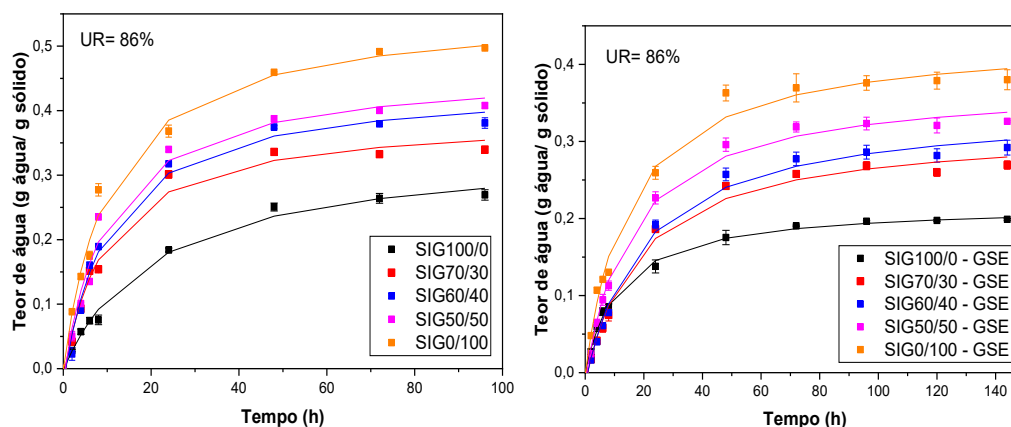 UR= 86%
Teor de água (g água/ g sólido)
0,5
0,4
0,3
0,2
0,1
0,0
SIG100/0
SIG70/30
SIG60/40
SIG50/50
SIG0/100
0 20 40 60 80 100
Tempo (h)
UR= 86%
Teor de água (g água/ g sólido)
0,4
0,3
0,2
0,1
0,0
SIG100/0 - GSE
SIG70/30 - GSE
SIG60/40 - GSE
SIG50/50 - GSE
SIG0/100 - GSE
0 20 40 60 80 100 120 140
Tempo (h)